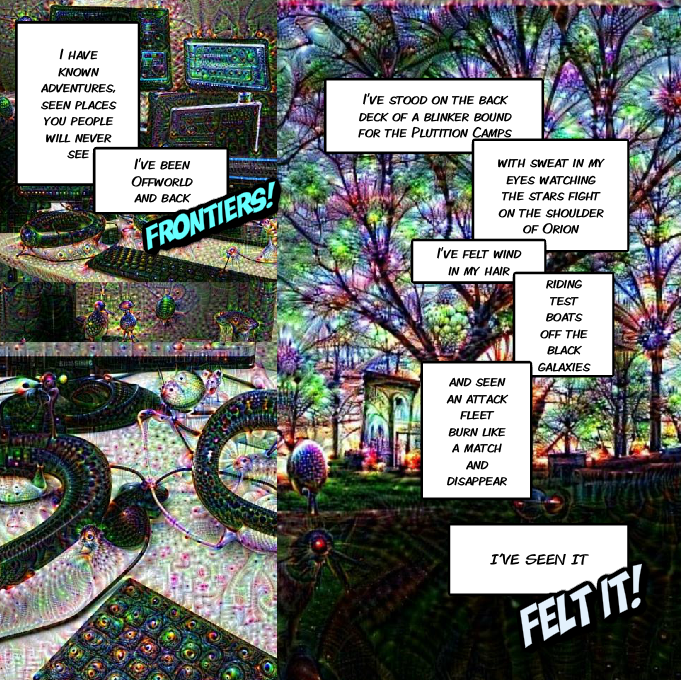 I have
known
adventures,
seen places
you people
will never
see
I've been
Offworld
and back
FRONTIERS!
I've stood on the back
deck of a blinker bound
for the Plutition Camps
with sweat in my
eyes watching
the stars fight
on the shoulder
of Orion
I've felt wind
in my hair
riding
test
boats
off the
black
galaxies
and seen
an attack
fleet
burn like
a match
and
disappear
I've seen it
FELT IT!